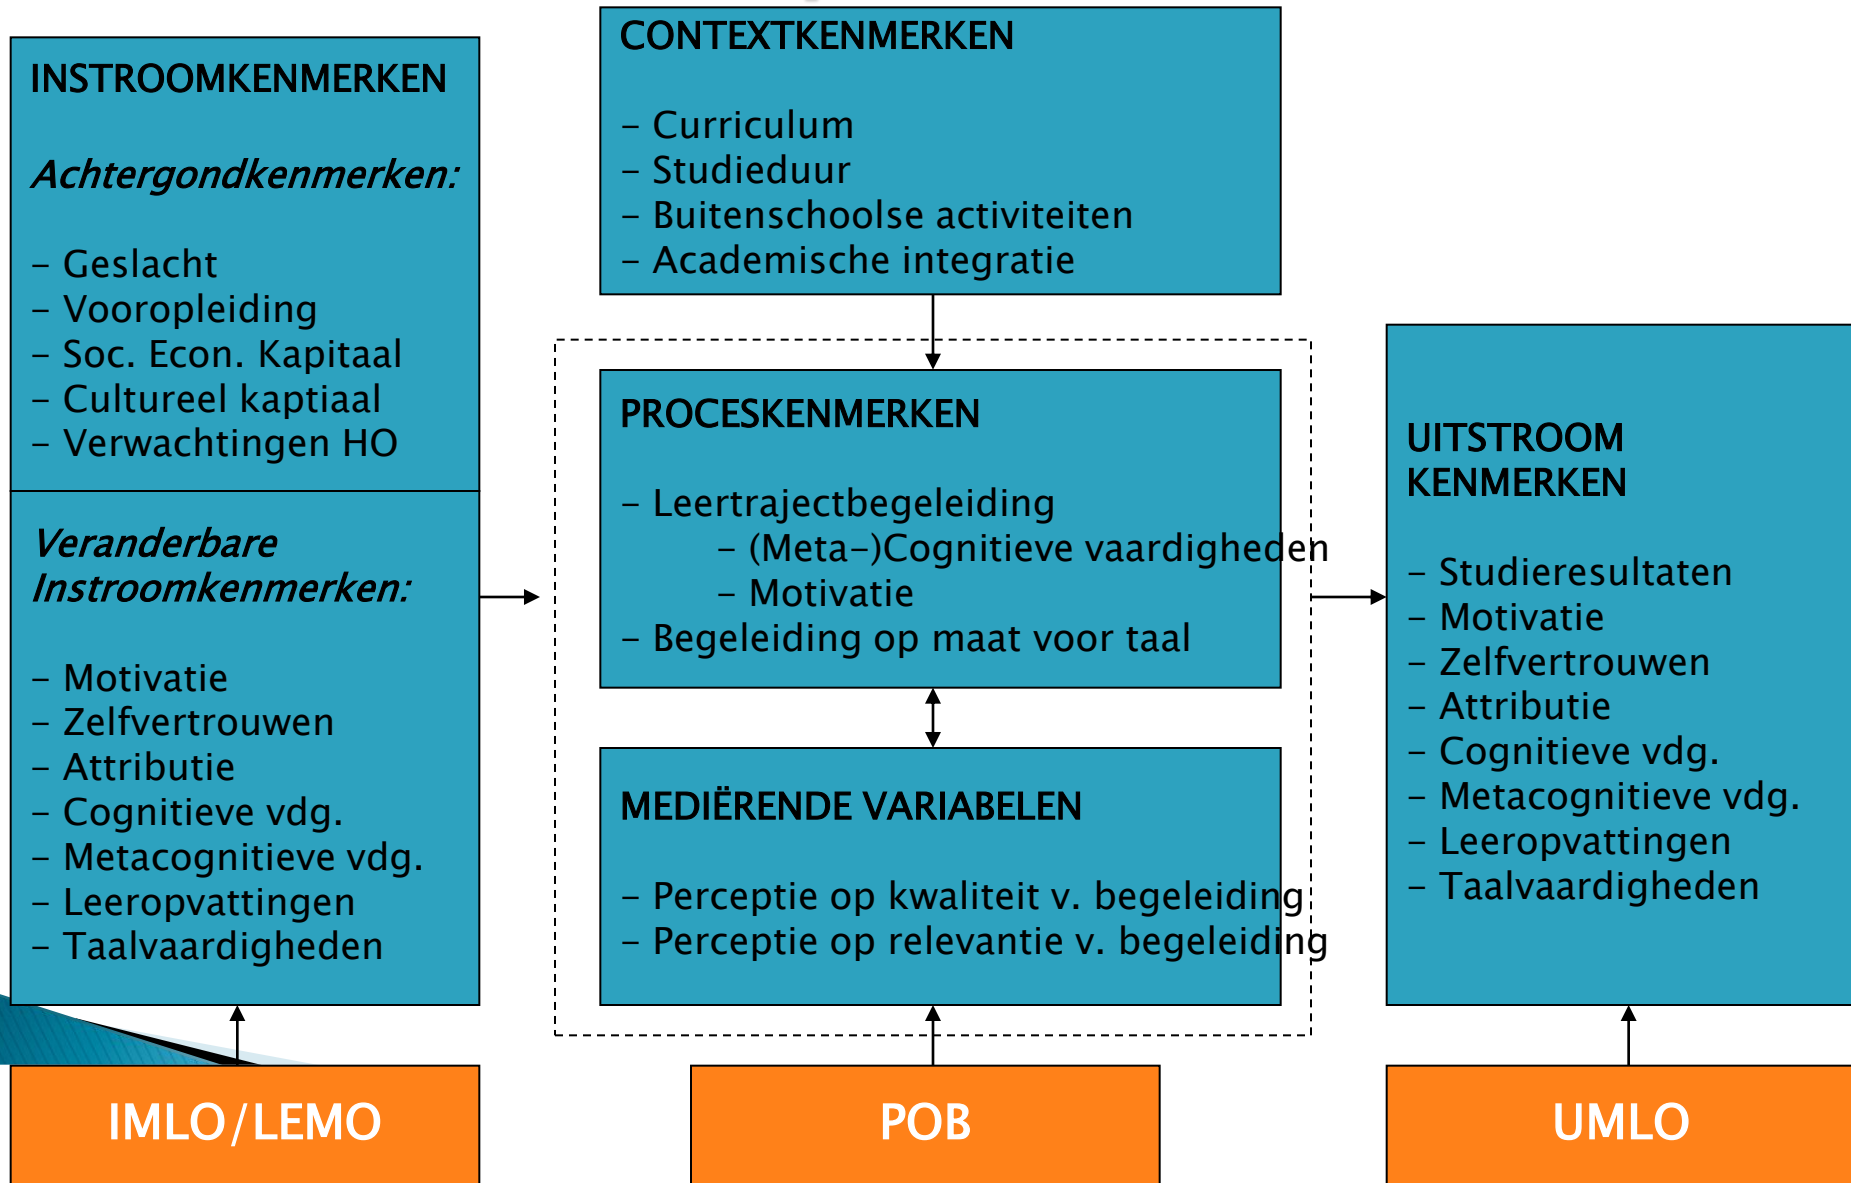 INSTROOMKENMERKEN
Achtergondkenmerken:
– Geslacht
– Vooropleiding
– Soc. Econ. Kapitaal
– Cultureel kaptiaal
– Verwachtingen HO
Veranderbare
Instroomkenmerken:
– Motivatie
– Zelfvertrouwen
– Attributie
– Cognitieve vdg.
– Metacognitieve vdg.
– Leeropvattingen
– Taalvaardigheden
IMLO/LEMO
CONTEXTKENMERKEN
– Curriculum
– Studieduur
– Buitenschoolse activiteiten
– Academische integratie
PROCESKENMERKEN
– Leertrajectbegeleiding
– (Meta-)Cognitieve vaardigheden
– Motivatie
– Begeleiding op maat voor taal
MEDIËRENDE VARIABELEN
– Perceptie op kwaliteit v. begeleiding
– Perceptie op relevantie v. begeleiding
POB
UITSTROOM
KENMERKEN
– Studieresultaten
– Motivatie
– Zelfvertrouwen
– Attributie
– Cognitieve vdg.
– Metacognitieve vdg.
– Leeropvattingen
– Taalvaardigheden
UMLO